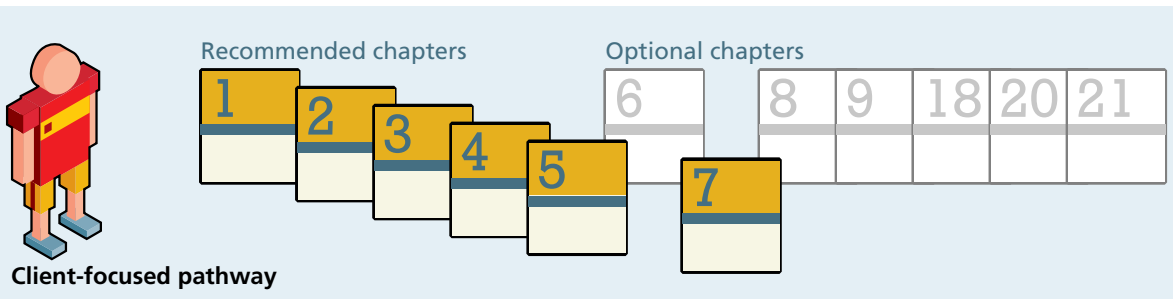 Recommended chapters Optional chapters
1 2 3 4 5 6 7 8 9 18 20 21
Client-focused pathway